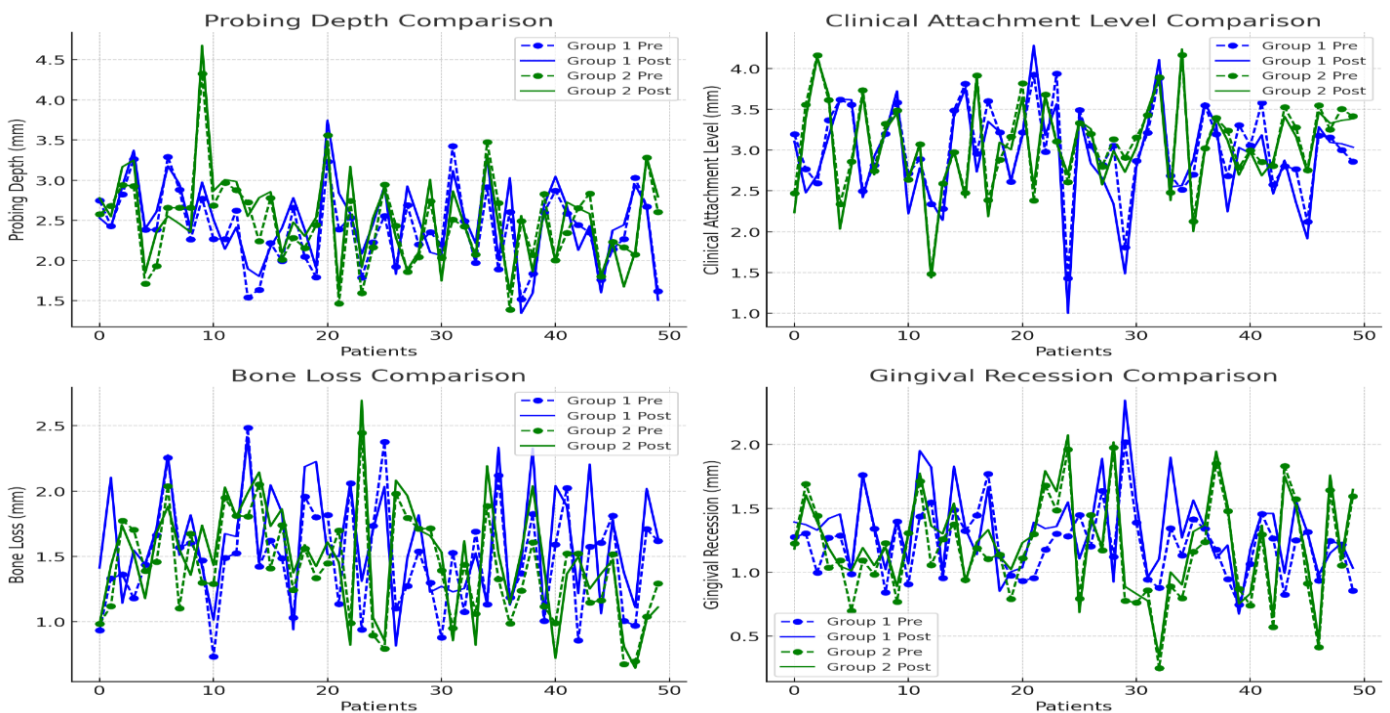 Probing Depth Comparison
Group 1 Pre
Group 1 Post
Group 2 Pre
Group 2 Post
Probing Depth (mm)
4.5
4.0
3.5
3.0
2.5
2.0
1.5
0 10 20 30 40 50
Patients
Clinical Attachment Level Comparison
Group 1 Pre
Group 1 Post
Group 2 Pre
Group 2 Post
Clinical Attachment Level (mm)
4.0
3.5
3.0
2.5
2.0
1.5
1.0
0 10 20 30 40 50
Patients
Bone Loss Comparison
Group 1 Pre
Group 1 Post
Group 2 Pre
Group 2 Post
Bone Loss (mm)
2.5
2.0
1.5
1.0
0 10 20 30 40 50
Patients
Gingival Recession Comparison
Gingival Recession (mm)
2.0
1.5
1.0
0.5
Group 1 Pre
Group 1 Post
Group 2 Pre
Group 2 Post
0 10 20 30 40 50
Patients